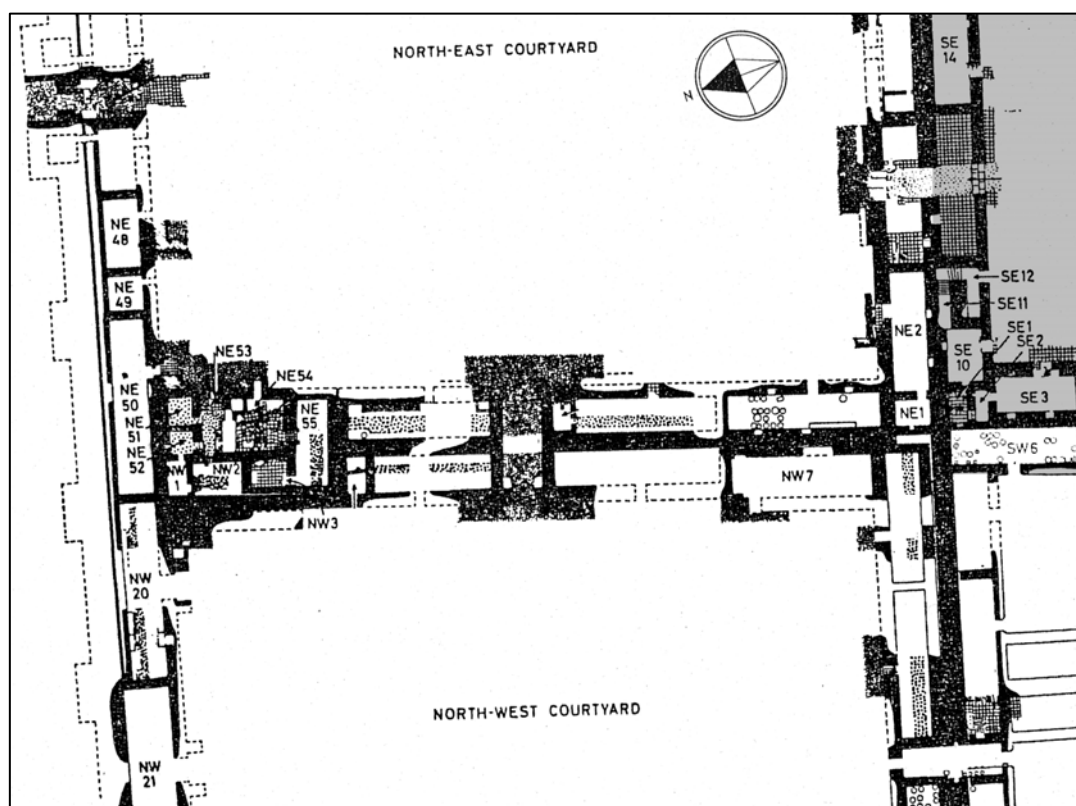 NORTH-EAST COURTYARD
N
SE
14
NE
48
NE
49
SE12
SE11
SE1
SE2
NE2
SE
10
SE3
NE53
NE54
NE
50
NE
55
NE1
NE
51
NE
52
NW
1
NW2
SW6
NW7
NW3
NW
20
NORTH-WEST COURTYARD
NW
21